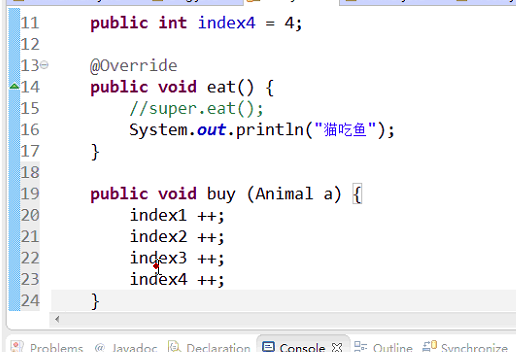 11 public int index4 = 4;
12
13 @Override
14 public void eat() {
15 //super.eat();
16 System.out.println("猫吃鱼");
17 }
18
19 public void buy (Animal a) {
20 index1 ++;
21 index2 ++;
22 index3 ++;
23 index4 ++;
24 }
Problems @ Javadoc Declaration Console Outline Synchronize